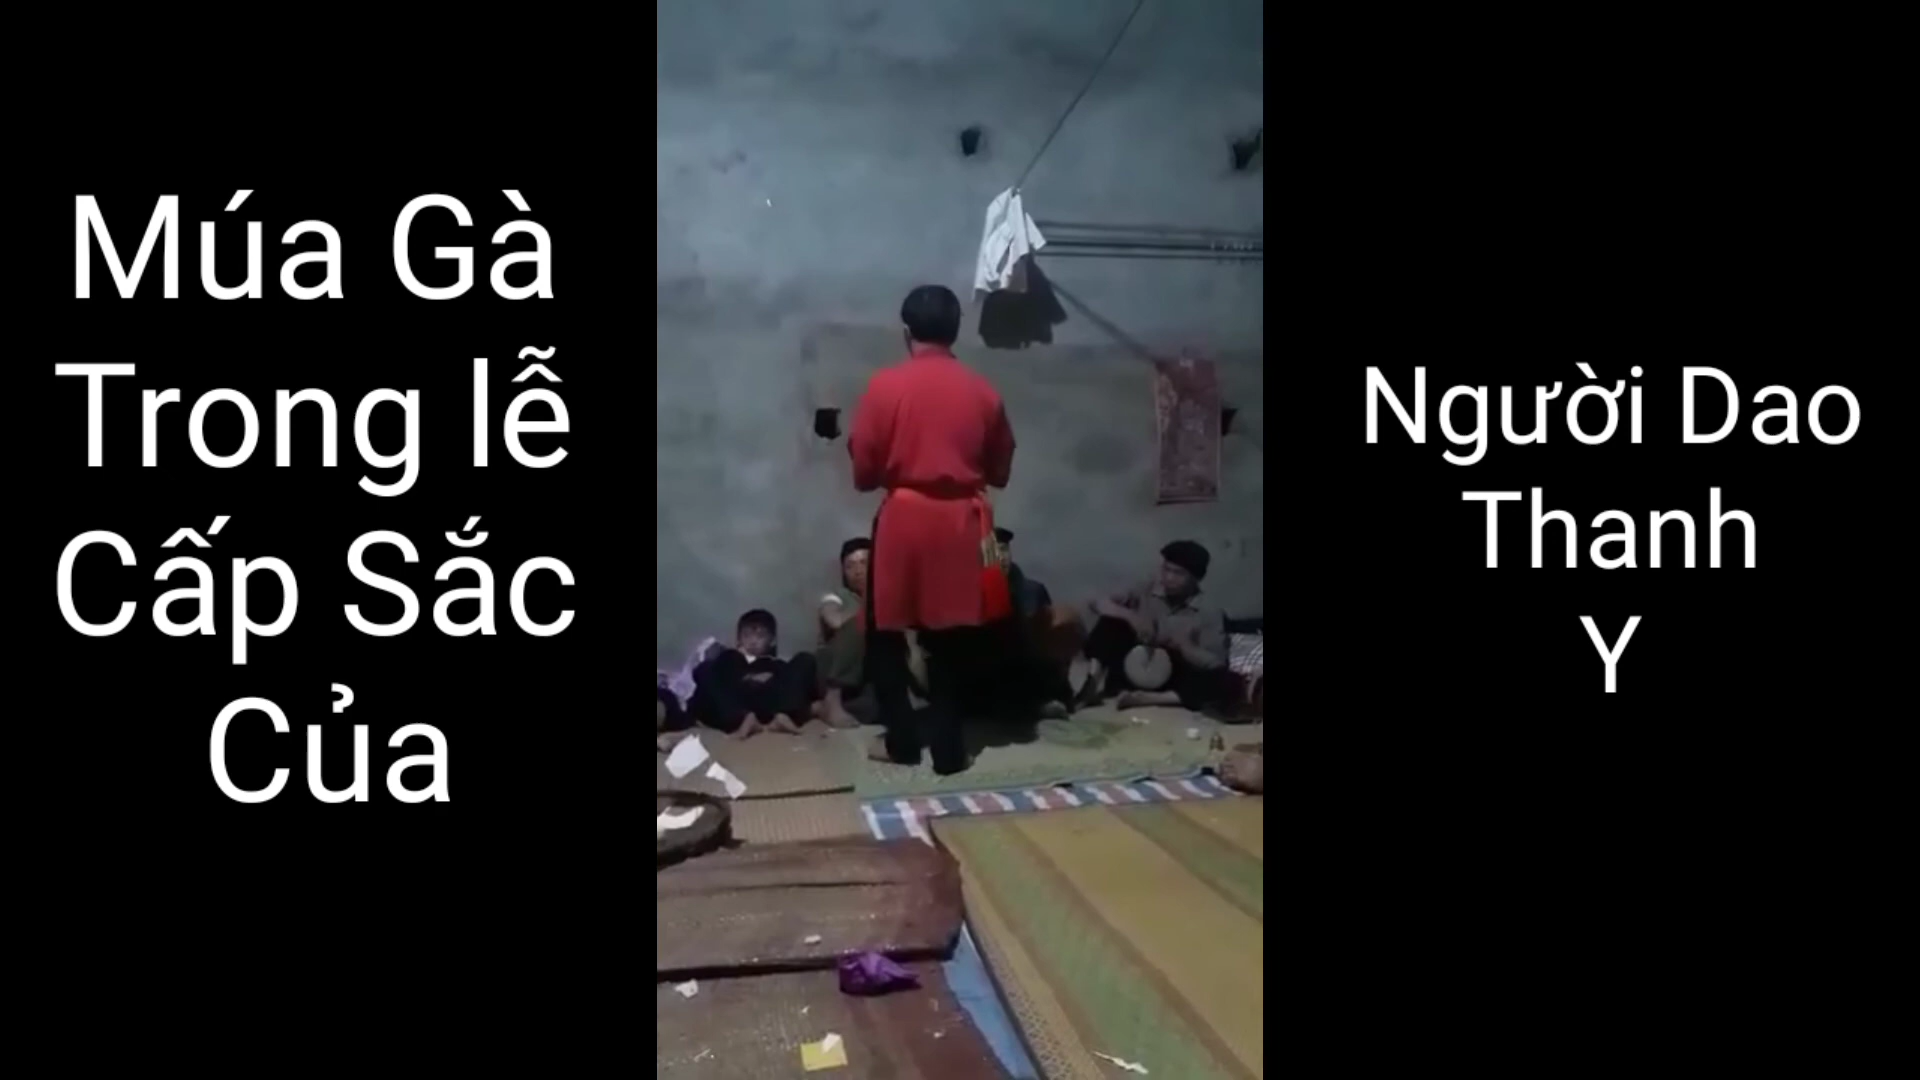 Múa Gà
Trong lễ
Cấp Sắc
Của
Người Dao
Thanh
Y